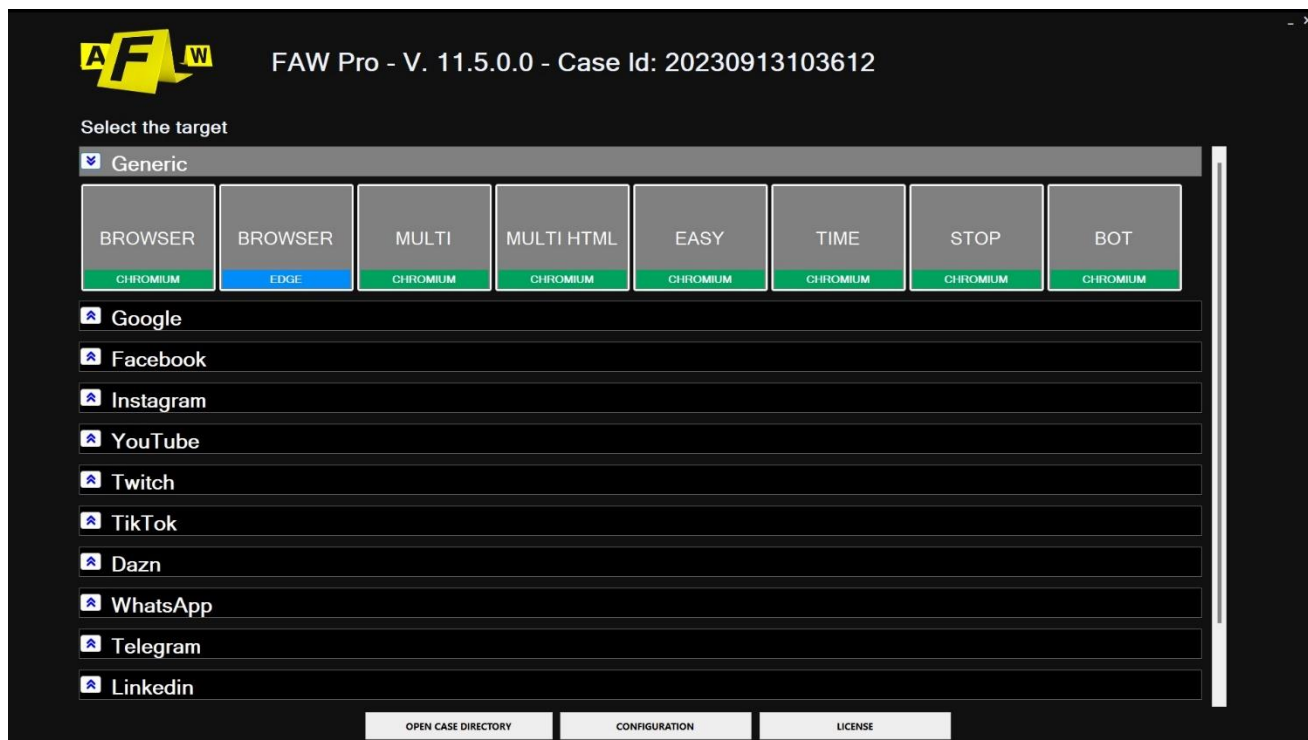 A F W
FAW Pro - V. 11.5.0.0 - Case Id: 20230913103612
Select the target
Generic
BROWSER BROWSER MULTI MULTI HTML EASY TIME STOP BOT
CHROMIUM EDGE CHROMIUM CHROMIUM CHROMIUM CHROMIUM CHROMIUM CHROMIUM
Google
Facebook
Instagram
YouTube
Twitch
TikTok
Dazn
WhatsApp
Telegram
Linkedin
OPEN CASE DIRECTORY CONFIGURATION LICENSE